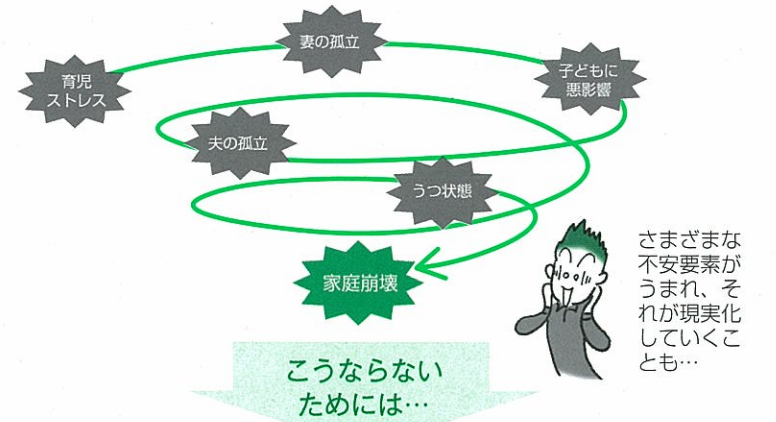 育児
ストレス
妻の孤立
子どもに
悪影響
夫の孤立
うつ状態
家庭崩壊
さまざまな
不安要素が
うまれ、そ
れが現実化
していくこ
とも…
こうならない
ためには…